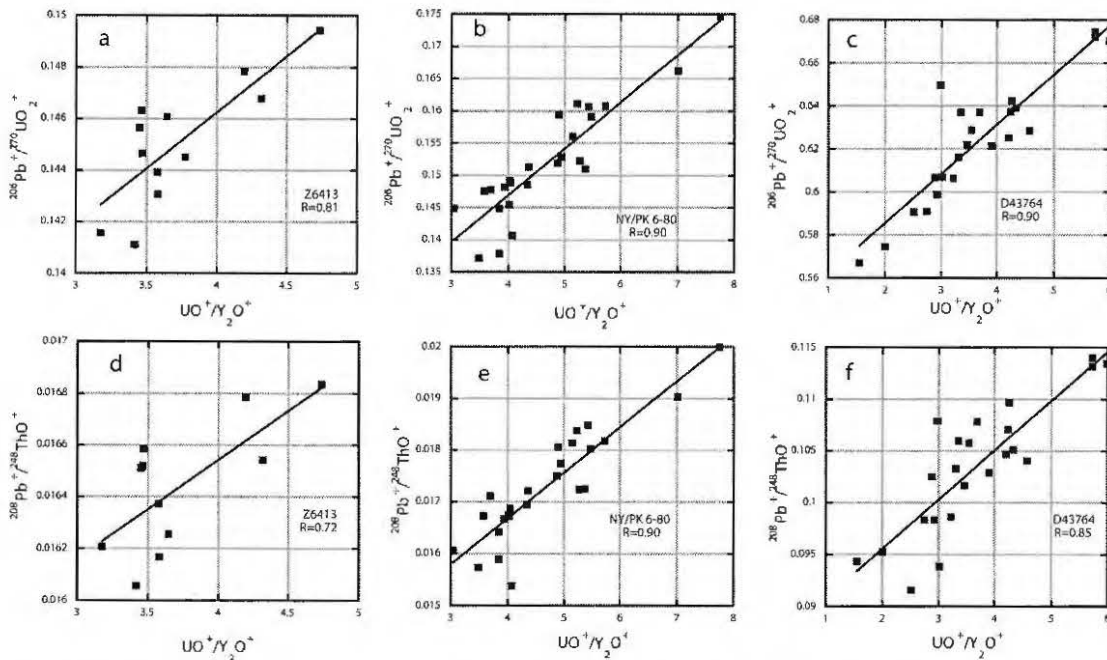 a
0.15
0.148
0.146
0.144
0.142
0.14
²⁰⁶Pb⁺/²⁷⁰UO₂⁺
Z6413
R=0.81
3
3.5
4
4.5
5
UO⁺/Y₂O⁺
b
0.175
0.165
0.16
0.155
0.15
0.145
0.14
0.135
²⁰⁶Pb⁺/²⁷⁰UO₂⁺
NY/PK 6-80
R=0.90
3
4
5
6
7
8
UO⁺/Y₂O⁺
c
0.68
0.66
0.64
0.62
0.6
0.58
0.56
²⁰⁶Pb⁺/²⁷⁰UO₂⁺
D43764
R=0.90
1
2
3
4
5
6
UO⁺/Y₂O⁺
d
0.017
0.0168
0.0166
0.0164
0.0162
0.016
²⁰⁸Pb⁺/²⁴⁸ThO⁺
Z6413
R=0.72
3
3.5
4
4.5
5
UO⁺/Y₂O⁺
e
0.02
0.019
0.018
0.017
0.016
0.015
²⁰⁸Pb⁺/²⁴⁸ThO⁺
NY/PK 6-80
R=0.90
3
4
5
6
7
8
UO⁺/Y₂O⁺
f
0.115
0.11
0.105
0.1
0.095
0.09
²⁰⁸Pb⁺/²⁴⁸ThO⁺
D43764
R=0.85
1
2
3
4
5
6
UO⁺/Y₂O⁺